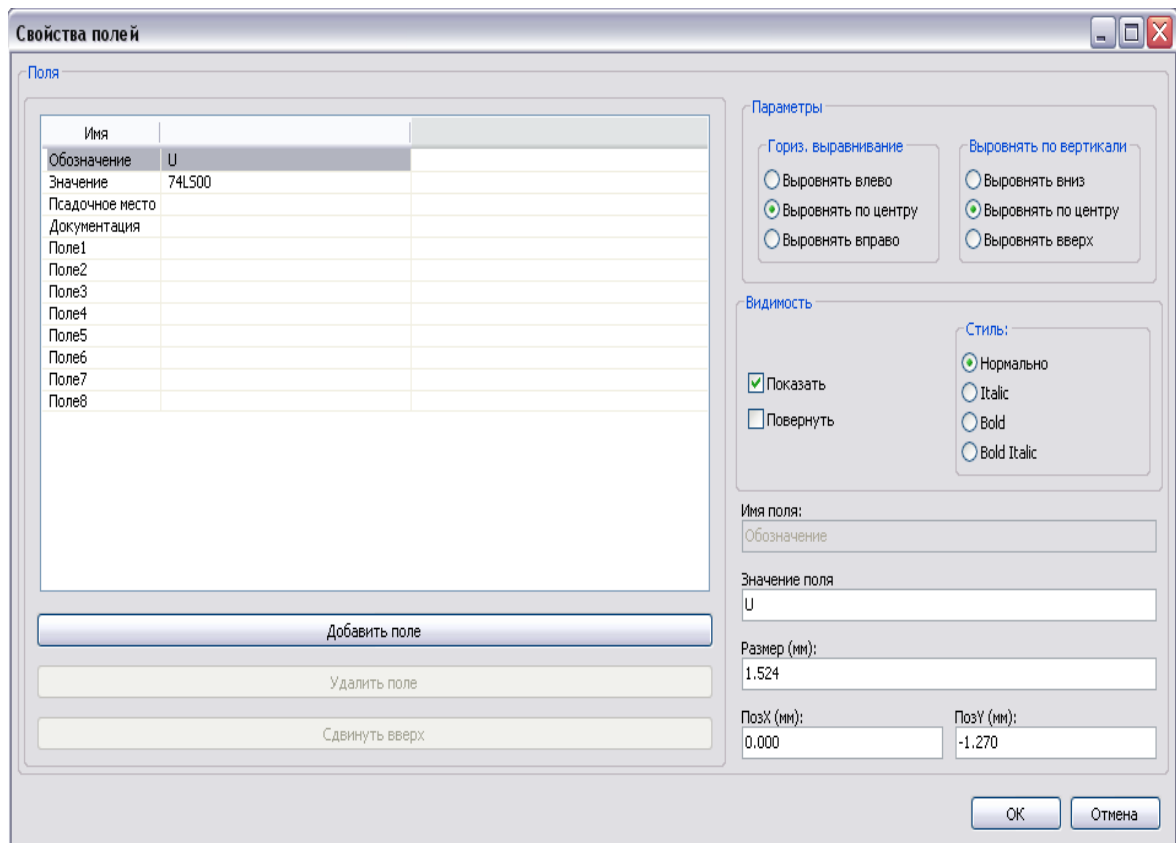 Свойства полей
Поля
Имя
Обозначение U
Значение 74LS00
Псадочное место
Документация
Поле1
Поле2
Поле3
Поле4
Поле5
Поле6
Поле7
Поле8
Добавить поле
Удалить поле
Сдвинуть вверх
Параметры
Гориз. выравнивание
Выровнять влево
Выровнять по центру
Выровнять вправо
Выровнять по вертикали
Выровнять вниз
Выровнять по центру
Выровнять вверх
Видимость
Показать
Повернуть
Стиль:
Нормально
Italic
Bold
Bold Italic
Имя поля:
Обозначение
Значение поля
U
Размер (мм):
1.524
ПозX (мм):
0.000
ПозY (мм):
-1.270
OK
Отмена